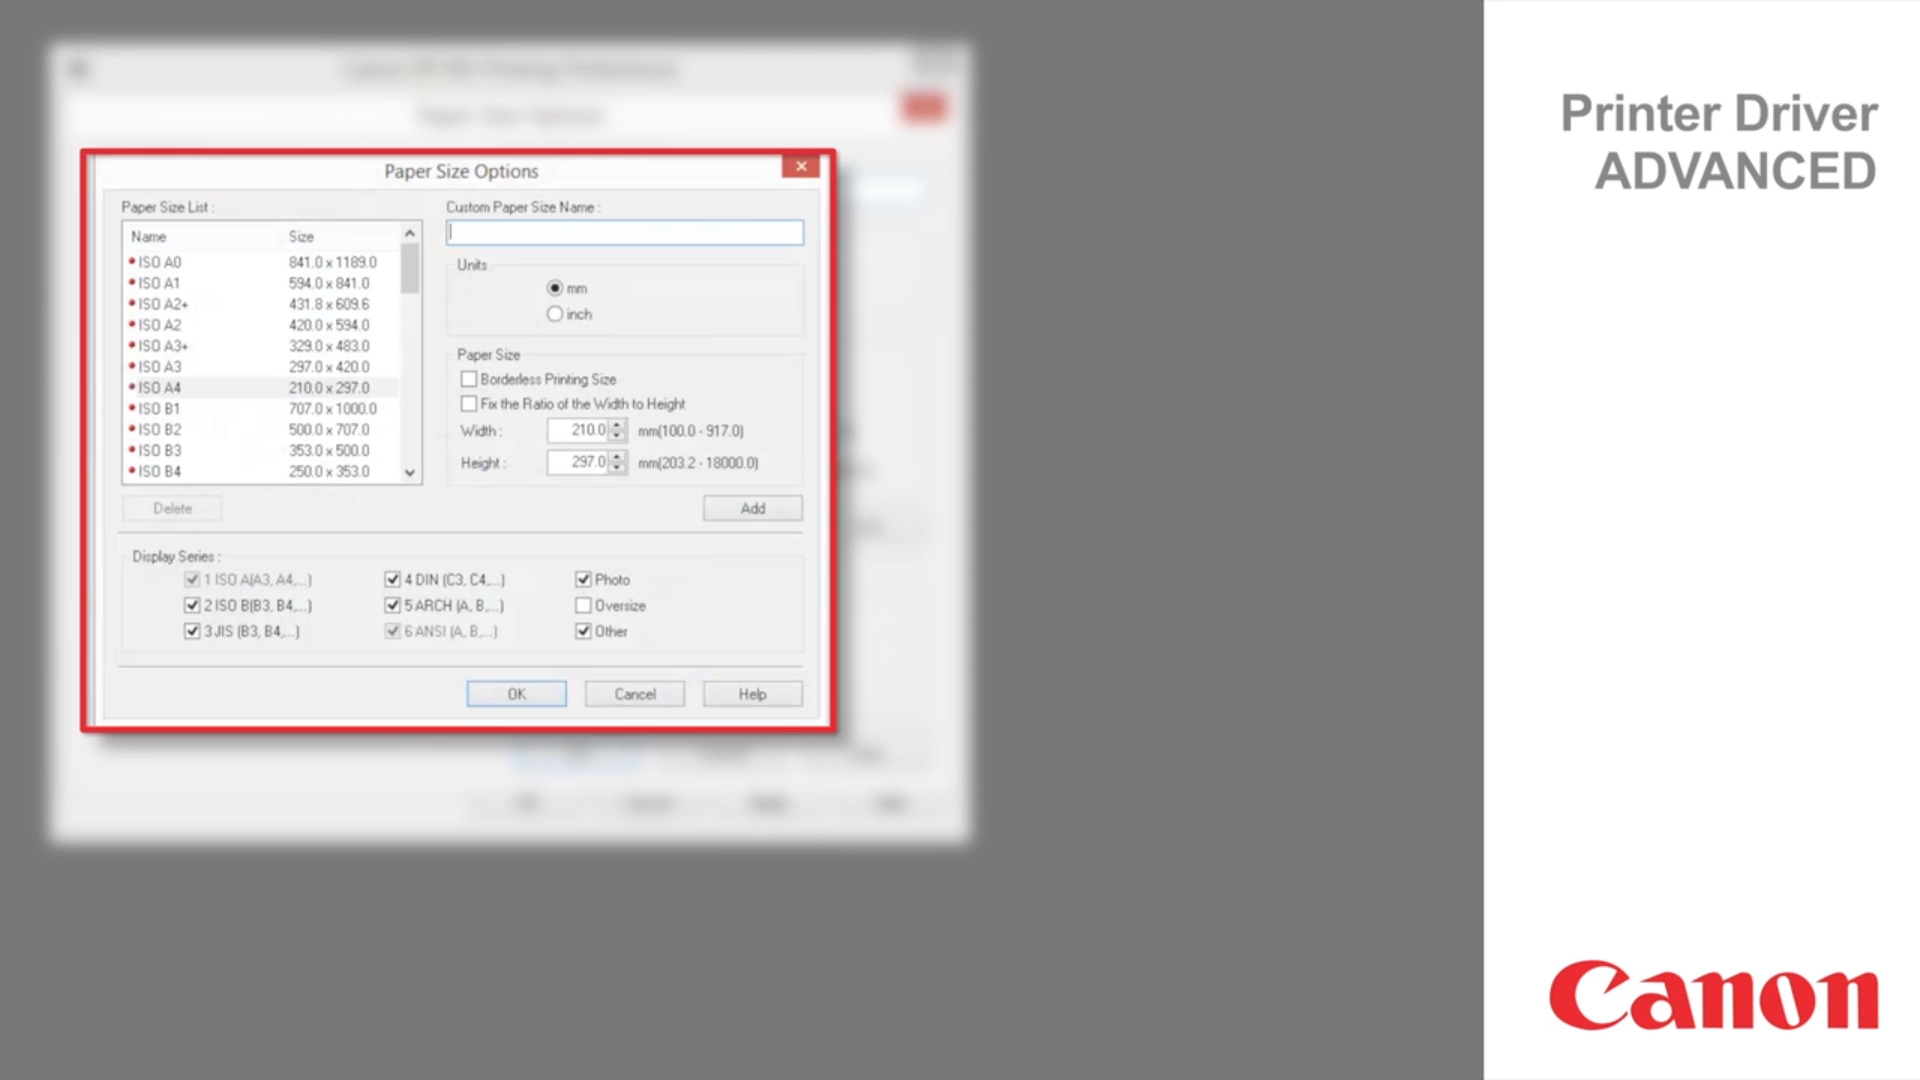 Printer Driver
ADVANCED
Paper Size Options
Paper Size Options
Paper Size List :
Name Size
ISO A0 841.0 x 1189.0
ISO A1 594.0 x 841.0
ISO A2+ 431.8 x 609.6
ISO A2 420.0 x 594.0
ISO A3+ 329.0 x 483.0
ISO A3 297.0 x 420.0
ISO A4 210.0 x 297.0
ISO B1 707.0 x 1000.0
ISO B2 500.0 x 707.0
ISO B3 353.0 x 500.0
ISO B4 250.0 x 353.0
Delete
Custom Paper Size Name :
Units
mm
inch
Paper Size
Borderless Printing Size
Fix the Ratio of the Width to Height
Width : 210.0 mm(100.0 - 917.0)
Height : 297.0 mm(203.2 - 18000.0)
Add
Display Series :
1 ISO A(A3, A4,...) 4 DIN (C3, C4,...) Photo
2 ISO B(B3, B4,...) 5 ARCH (A, B,...) Oversize
3 JIS (B3, B4,...) 6 ANSI (A, B,...) Other
OK Cancel Help
Canon